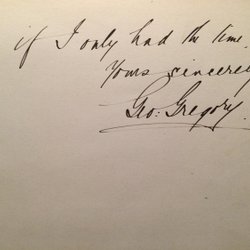 if I only had the time.
Yours sincerely
Geo: Gregory.